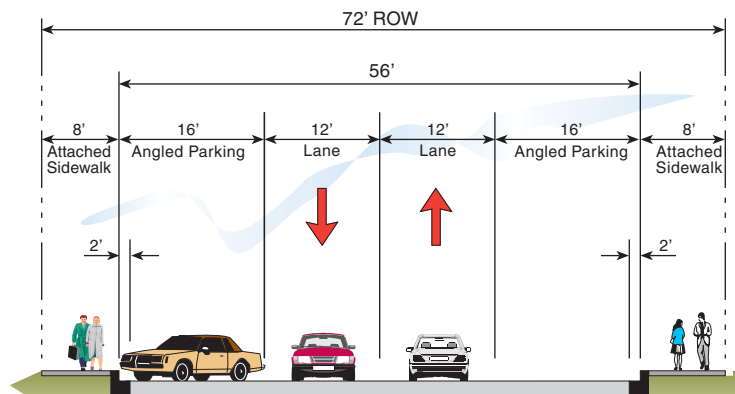 72’ ROW
56’
8’
16’
12’
12’
16’
8’
Attached
Sidewalk
Angled Parking
Lane
Lane
Angled Parking
Attached
Sidewalk
2’
2’